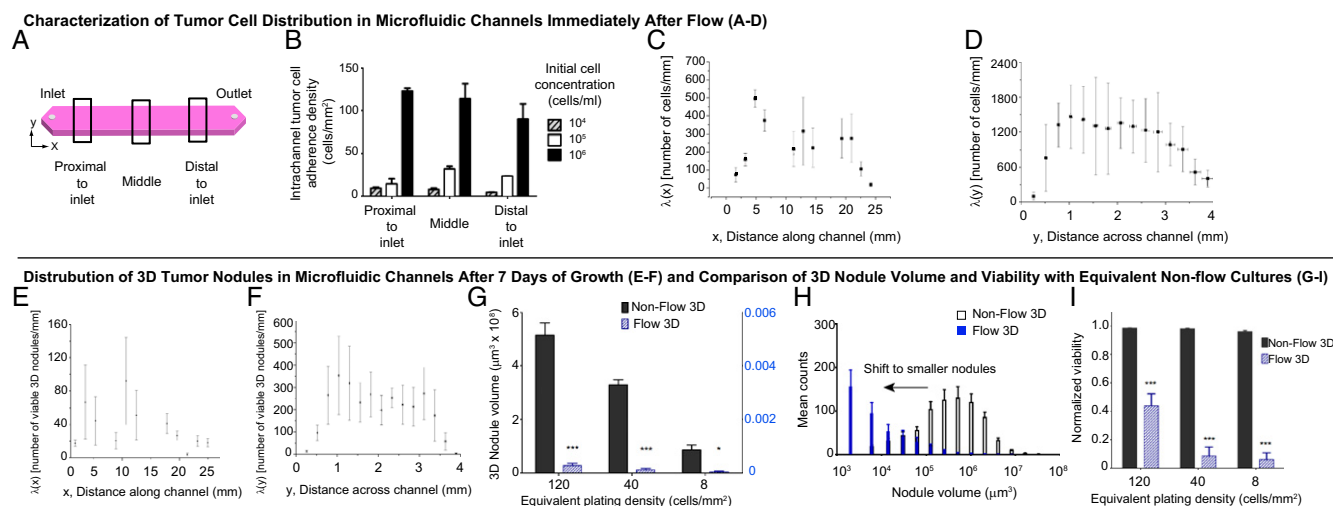 Characterization of Tumor Cell Distribution in Microfluidic Channels Immediately After Flow (A-D)
A
Inlet
Outlet
y
x
Proximal
to
inlet
Middle
Distal
to
inlet
B
Intrachannel tumor cell
adherence density
(cells/mm²)
150
100
50
0
Proximal
to
inlet
Middle
Distal
to
inlet
Initial cell
concentration
(cells/ml)
10⁴
10⁵
10⁶
C
λ(x) [number of cells/mm]
700
600
500
400
300
200
100
0
0 5 10 15 20 25
x, Distance along channel (mm)
D
λ(y) [number of cells/mm]
2400
1800
1200
600
0
0 1 2 3 4
y, Distance across channel (mm)
Distrubution of 3D Tumor Nodules in Microfluidic Channels After 7 Days of Growth (E-F) and Comparison of 3D Nodule Volume and Viability with Equivalent Non-flow Cultures (G-I)
E
λ(x) [number of viable 3D nodules/mm]
160
120
80
40
0
0 5 10 15 20 25
x, Distance along channel (mm)
F
λ(y) [number of viable 3D nodules/mm]
600
500
400
300
200
100
0
0 1 2 3 4
y, Distance across channel (mm)
G
Non-Flow 3D
Flow 3D
3D Nodule volume (μm³ x 10⁸)
6
4
2
0
0.006
0.004
0.002
0
***
***
*
120 40 8
Equivalent plating density (cells/mm²)
H
Non-Flow 3D
Flow 3D
Shift to smaller nodules
Mean counts
300
200
100
0
10³ 10⁴ 10⁵ 10⁶ 10⁷ 10⁸
Nodule volume (μm³)
I
Normalized viability
1.0
0.8
0.6
0.4
0.2
0.0
Non-Flow 3D
Flow 3D
***
***
***
120 40 8
Equivalent plating density (cells/mm²)